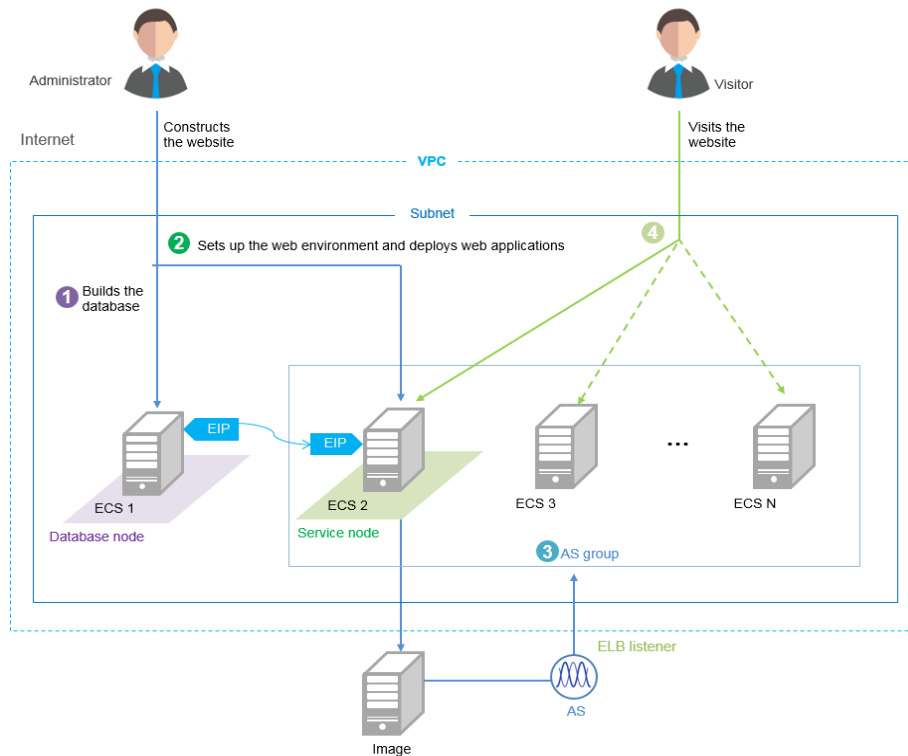 Administrator
Visitor
Constructs
the website
Visits the
website
Internet
VPC
Subnet
2
Sets up the web environment and deploys web applications
4
1
Builds the
database
EIP
EIP
...
ECS 1
ECS 2
ECS 3
ECS N
Database node
Service node
3
AS group
ELB listener
AS
Image